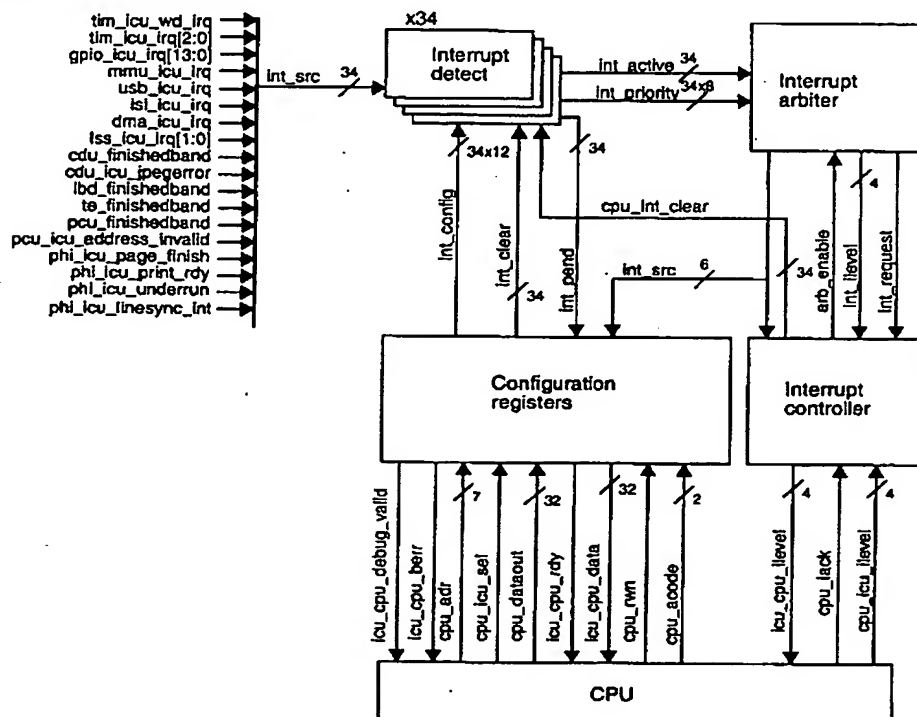 tim_icu_wd_irq
tim_icu_irq[2:0]
gpio_icu_irq[13:0]
mmu_icu_irq
usb_icu_irq
isi_icu_irq
dma_icu_irq
lss_icu_irq[1:0]
cdu_finishedband
cdu_icu_jpegerror
lbd_finishedband
te_finishedband
pcu_finishedband
pcu_icu_address_invalid
phi_icu_page_finish
phi_icu_print_rdy
phi_icu_underrun
phi_icu_linesync_int
int_src
34
x34
Interrupt
detect
int_active
34
int_priority
34x8
Interrupt
arbiter
34x12
34
int_config
int_clear
34
int_pend
cpu_int_clear
int_src
6
34
arb_enable
4
int_ilevel
int_request
Configuration
registers
Interrupt
controller
icu_cpu_debug_valid
icu_cpu_berr
cpu_adr
7
cpu_icu_sel
cpu_dataout
32
icu_cpu_rdy
icu_cpu_data
32
cpu_rwn
cpu_acode
2
icu_cpu_ilevel
4
cpu_iack
cpu_icu_ilevel
4
CPU